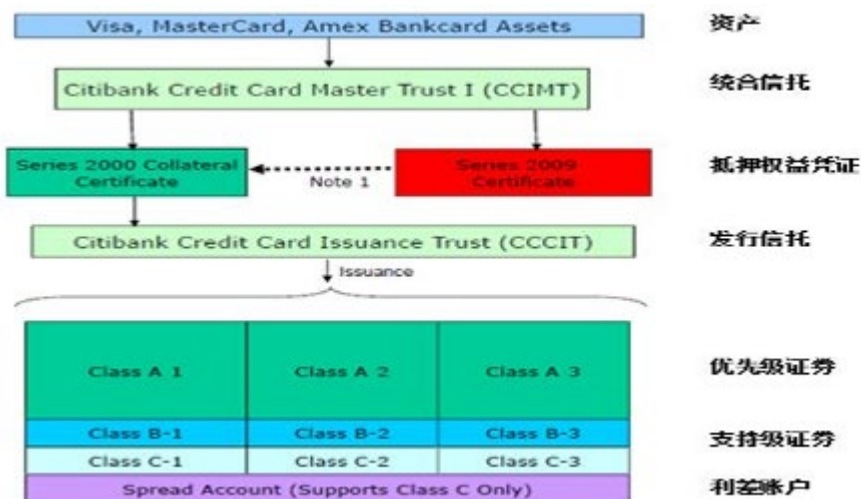 Visa, MasterCard, Amex Bankcard Assets
资产
Citibank Credit Card Master Trust I (CCIMT)
统合信托
Series 2000 Collateral
Certificate
Note 1
Series 2009
Certificate
抵押权益凭证
Citibank Credit Card Issuance Trust (CCCIT)
发行信托
Issuance
Class A 1
Class A 2
Class A 3
优先级证券
Class B-1
Class B-2
Class B-3
支持级证券
Class C-1
Class C-2
Class C-3
Spread Account (Supports Class C Only)
利差账户